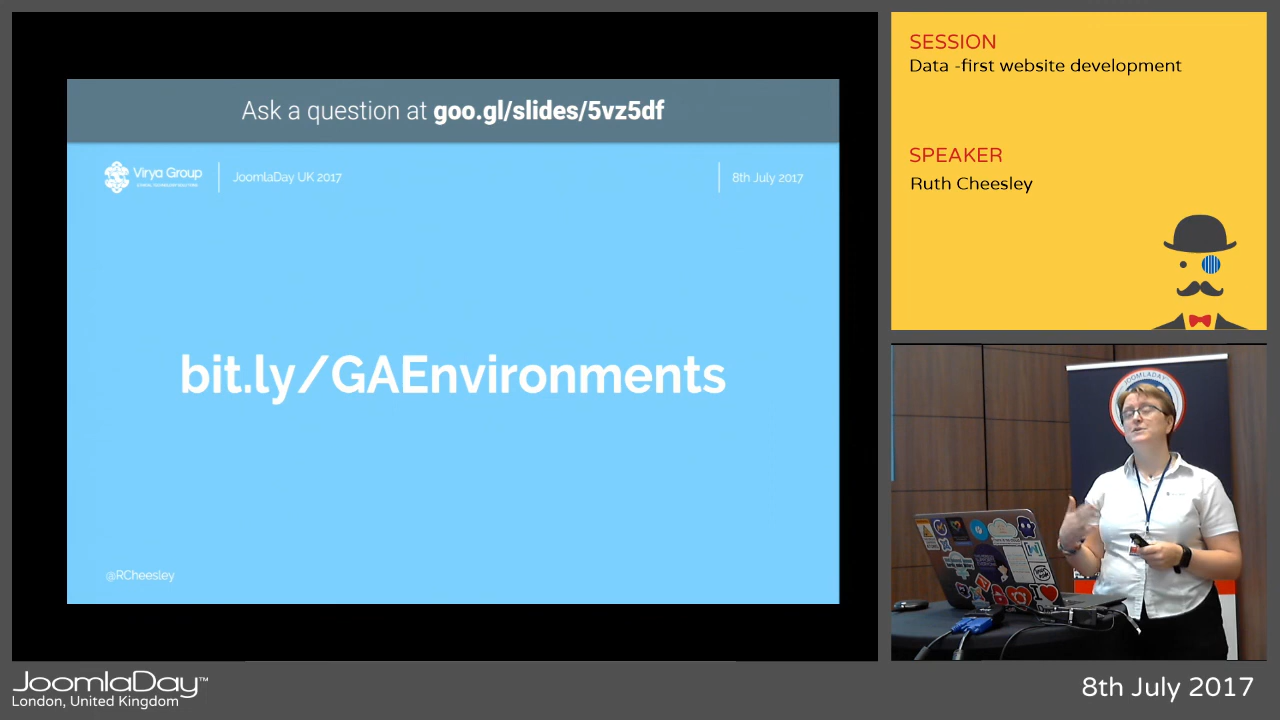 Ask a question at goo.gl/slides/5vz5df
Virya Group
JoomlaDay UK 2017
8th July 2017
bit.ly/GAEnvironments
@RCheesley
SESSION
Data -first website development
SPEAKER
Ruth Cheesley
JOOMLADAY
JoomlaDay™
London, United Kingdom
8th July 2017